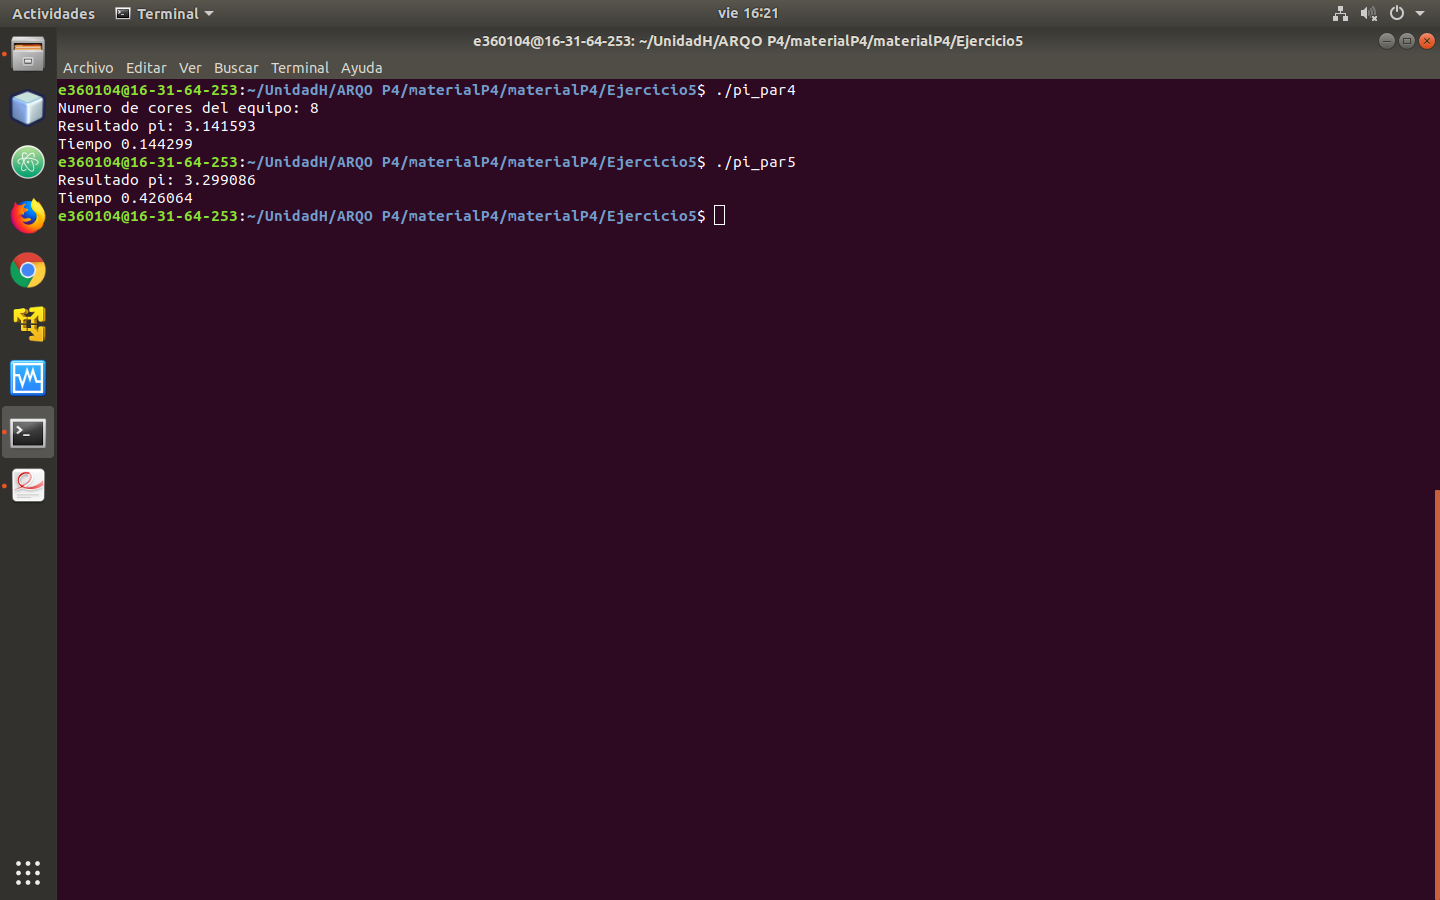 Actividades Terminal vie 16:21
e360104@16-31-64-253: ~/UnidadH/ARQO P4/materialP4/materialP4/Ejercicio5
Archivo Editar Ver Buscar Terminal Ayuda
e360104@16-31-64-253:~/UnidadH/ARQO P4/materialP4/materialP4/Ejercicio5$ ./pi_par4
Numero de cores del equipo: 8
Resultado pi: 3.141593
Tiempo 0.144299
e360104@16-31-64-253:~/UnidadH/ARQO P4/materialP4/materialP4/Ejercicio5$ ./pi_par5
Resultado pi: 3.299086
Tiempo 0.426064
e360104@16-31-64-253:~/UnidadH/ARQO P4/materialP4/materialP4/Ejercicio5$